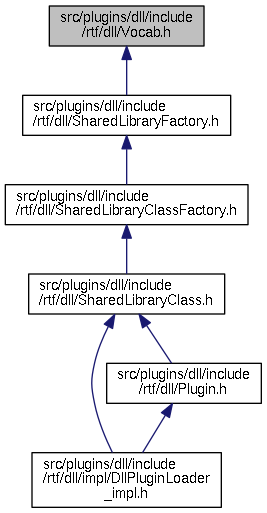 src/plugins/dll/include
/rtf/dll/Vocab.h
src/plugins/dll/include
/rtf/dll/SharedLibraryFactory.h
src/plugins/dll/include
/rtf/dll/SharedLibraryClassFactory.h
src/plugins/dll/include
/rtf/dll/SharedLibraryClass.h
src/plugins/dll/include
/rtf/dll/Plugin.h
src/plugins/dll/include
/rtf/dll/impl/DllPluginLoader
_impl.h